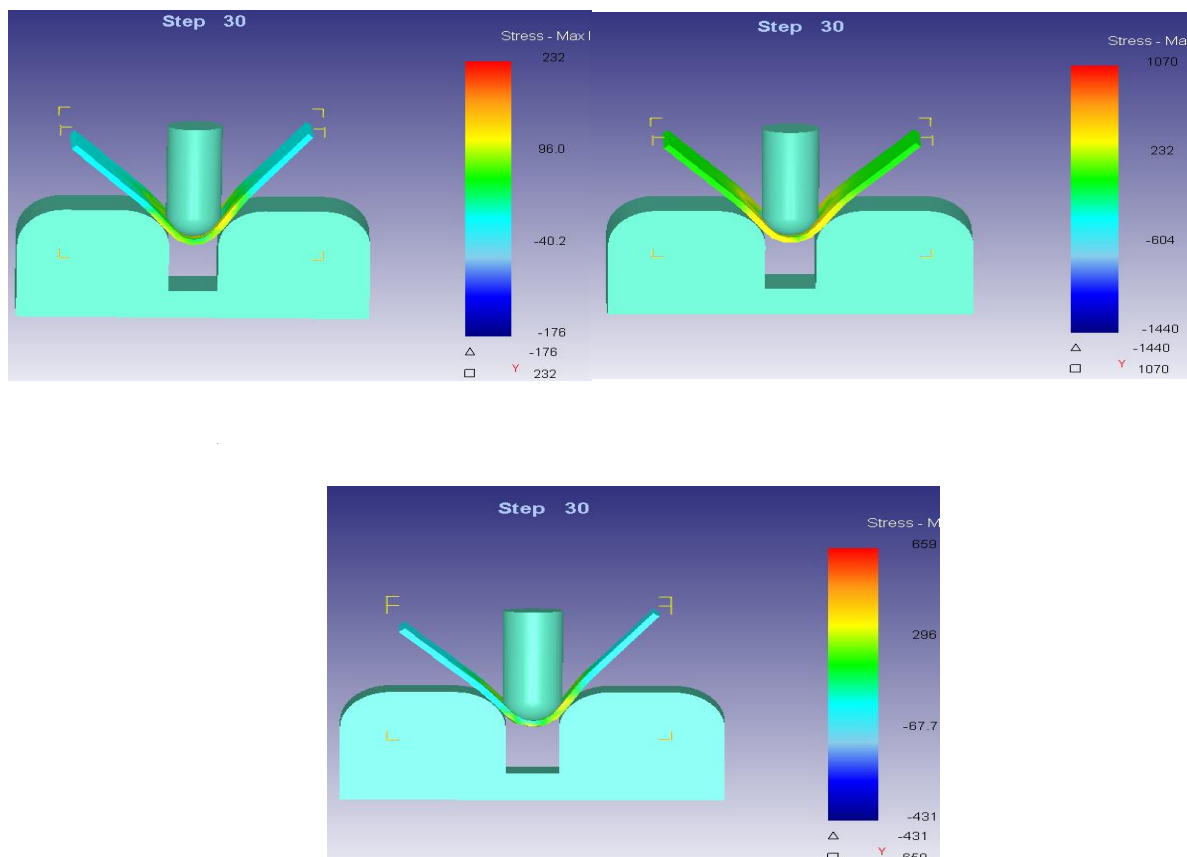 Step 30
Stress - Max
232
96.0
-40.2
-176
-176
Y 232
Step 30
Stress - Ma
1070
232
-604
-1440
-1440
Y 1070
Step 30
Stress - M
659
296
-67.7
-431
-431
Y 659